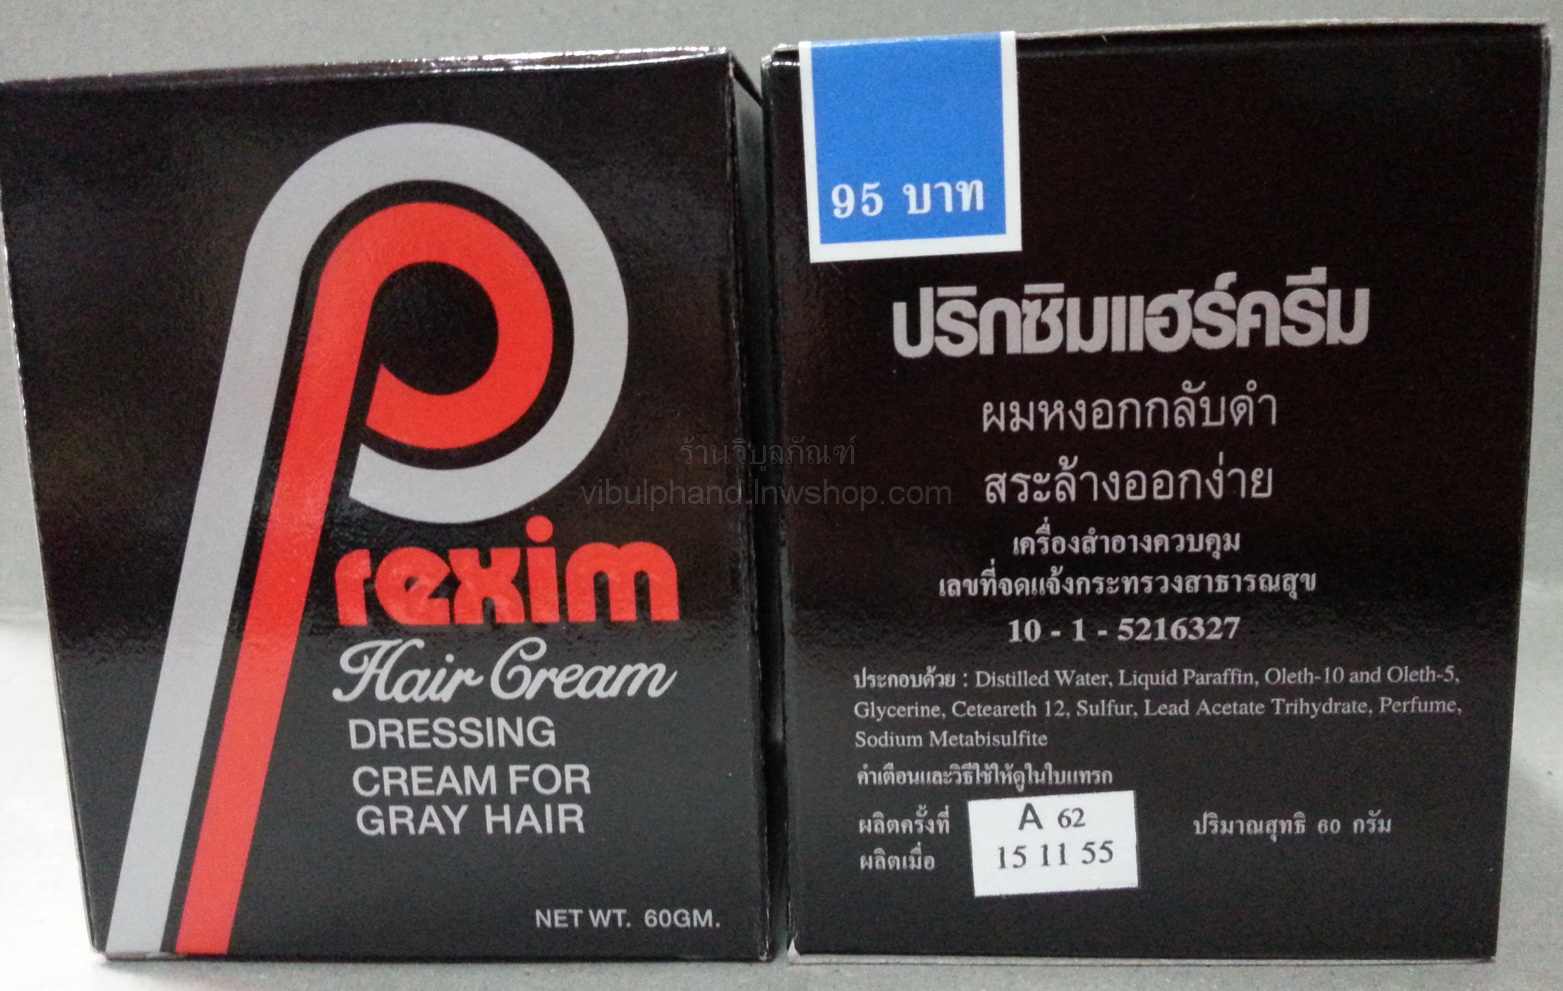 Prexim
Hair Cream
DRESSING
CREAM FOR
GRAY HAIR
NET WT. 60GM.
95 บาท
ปริกซิมแฮร์ครีม
ผมหงอกกลับดำ
สระล้างออกง่าย
เครื่องสำอางควบคุม
เลขที่จดแจ้งกระทรวงสาธารณสุข
10 - 1 - 5216327
ประกอบด้วย : Distilled Water, Liquid Paraffin, Oleth-10 and Oleth-5,
Glycerine, Ceteareth 12, Sulfur, Lead Acetate Trihydrate, Perfume,
Sodium Metabisulfite
คำเตือนและวิธีใช้ให้ดูในใบแทรก
ผลิตครั้งที่ A 62 ปริมาณสุทธิ 60 กรัม
ผลิตเมื่อ 15 11 55
ร้านวิบูลภัณฑ์
vibulphand.lnwshop.com